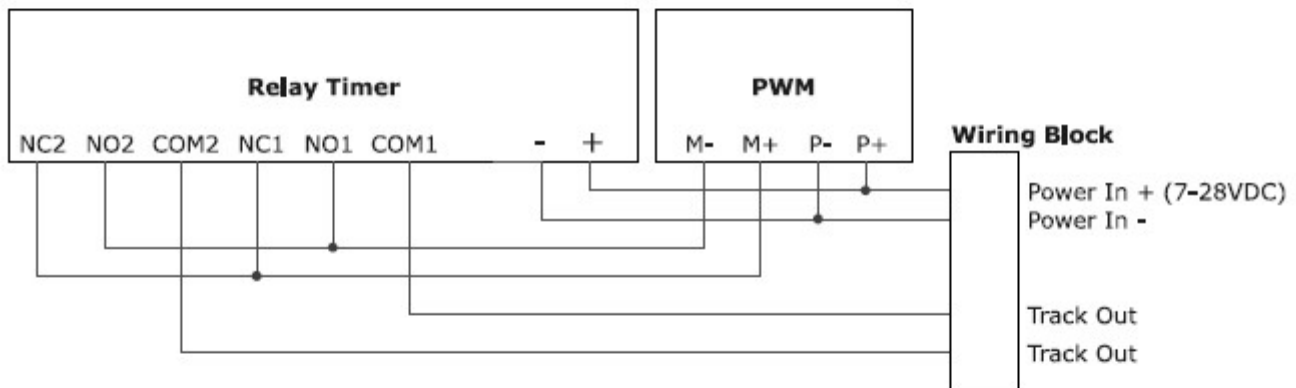 Relay Timer
PWM
NC2 NO2 COM2 NC1 NO1 COM1 - +
M- M+ P- P+
Wiring Block
Power In + (7-28VDC)
Power In -
Track Out
Track Out